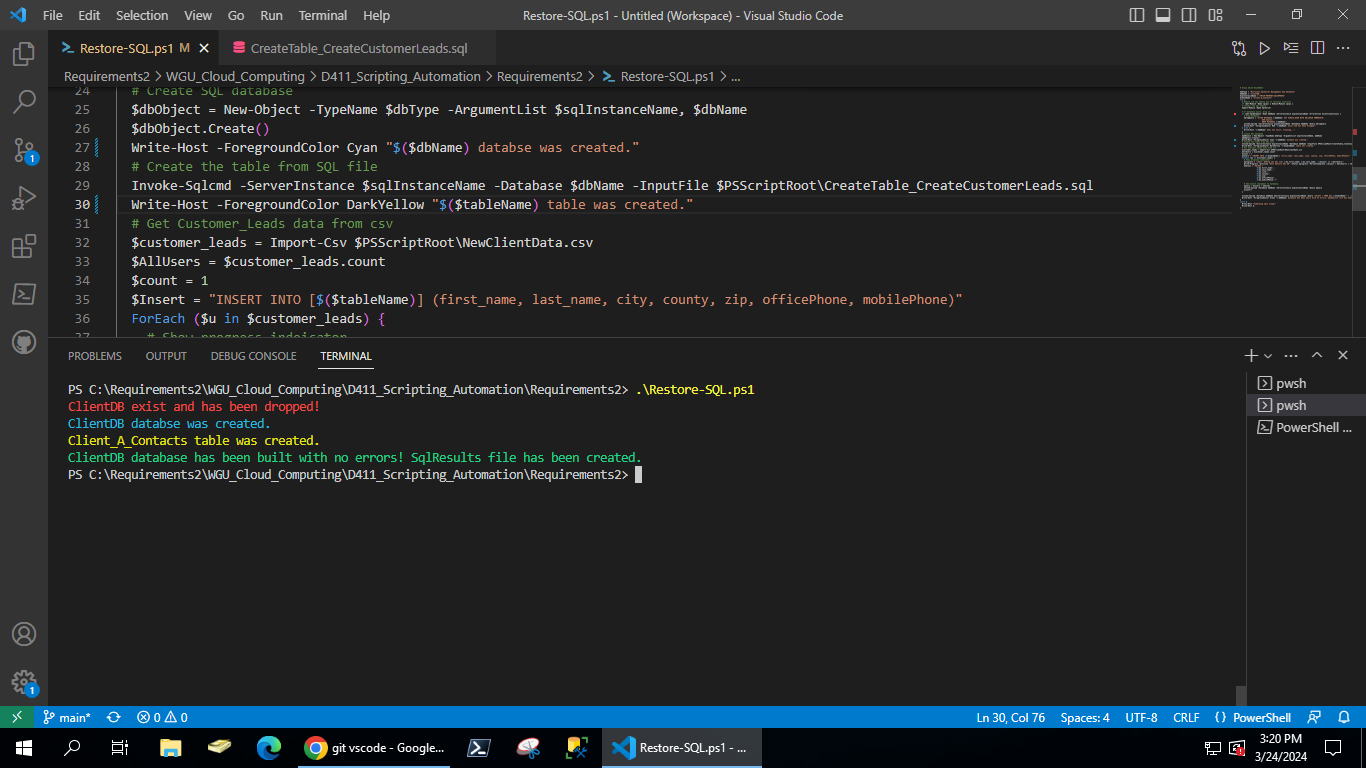 File Edit Selection View Go Run Terminal Help Restore-SQL.ps1 - Untitled (Workspace) - Visual Studio Code
Restore-SQL.ps1 M CreateTable_CreateCustomerLeads.sql
Requirements2 > WGU_Cloud_Computing > D411_Scripting_Automation > Requirements2 > Restore-SQL.ps1 > ...
24 # Create SQL database
25 $dbObject = New-Object -TypeName $dbType -ArgumentList $sqlInstanceName, $dbName
26 $dbObject.Create()
27 Write-Host -ForegroundColor Cyan "$($dbName) databse was created."
28 # Create the table from SQL file
29 Invoke-Sqlcmd -ServerInstance $sqlInstanceName -Database $dbName -InputFile $PSScriptRoot\CreateTable_CreateCustomerLeads.sql
30 Write-Host -ForegroundColor DarkYellow "$($tableName) table was created."
31 # Get Customer_Leads data from csv
32 $customer_leads = Import-Csv $PSScriptRoot\NewClientData.csv
33 $AllUsers = $customer_leads.count
34 $count = 1
35 $Insert = "INSERT INTO [$($tableName)] (first_name, last_name, city, county, zip, officePhone, mobilePhone)"
36 ForEach ($u in $customer_leads) {
37 # Show progress
PROBLEMS OUTPUT DEBUG CONSOLE TERMINAL
PS C:\Requirements2\WGU_Cloud_Computing\D411_Scripting_Automation\Requirements2> .\Restore-SQL.ps1
ClientDB exist and has been dropped!
ClientDB databse was created.
Client_A_Contacts table was created.
ClientDB database has been built with no errors! SqlResults file has been created.
PS C:\Requirements2\WGU_Cloud_Computing\D411_Scripting_Automation\Requirements2>
pwsh
pwsh
PowerShell ...
1
1
main* 0 0 Ln 30, Col 76 Spaces: 4 UTF-8 CRLF PowerShell
git vscode - Google... Restore-SQL.ps1 - ...
3:20 PM
3/24/2024